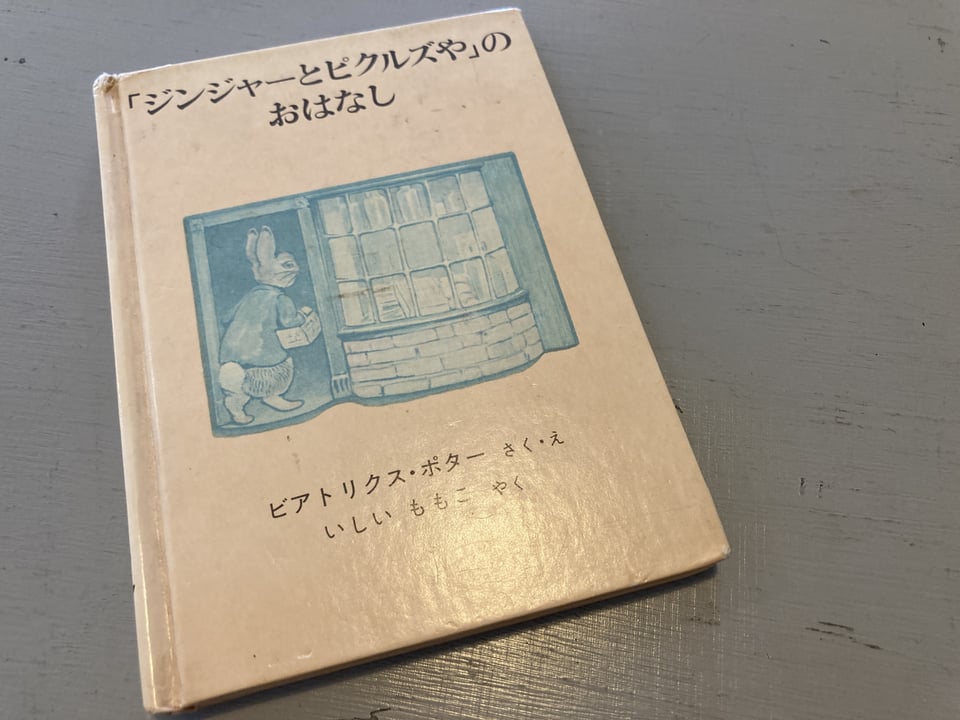 「ジンジャーとピクルズや」の
おはなし
ビアトリクス・ポター さく・え
いしい ももこ やく